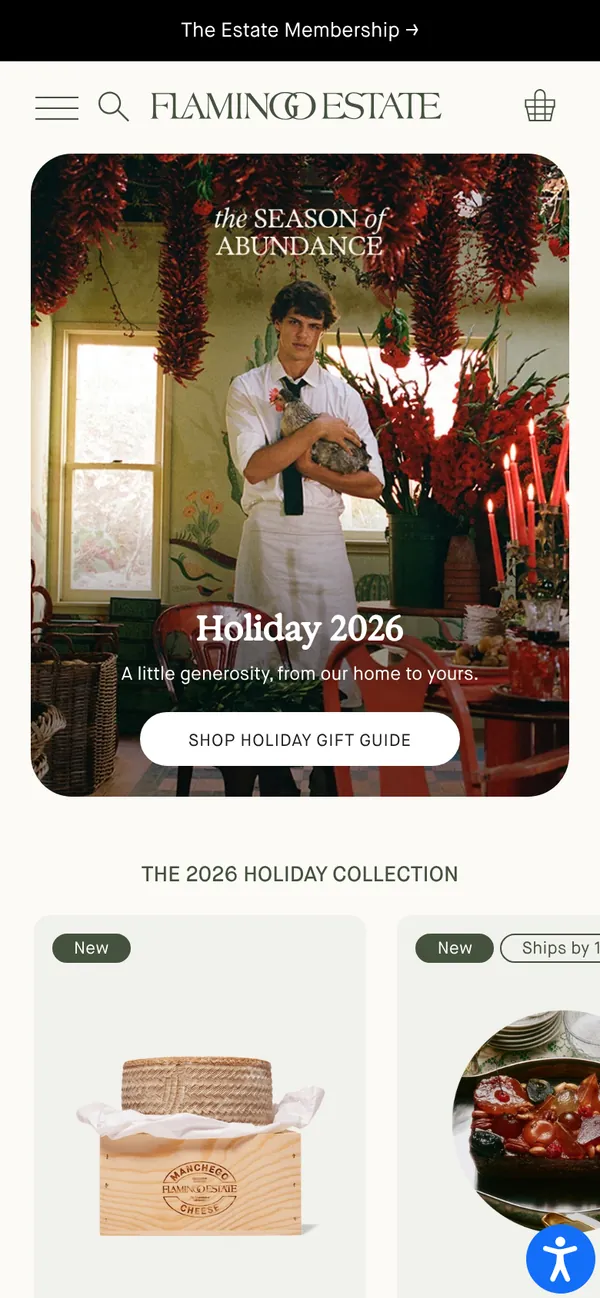 The Estate Membership →
FLAMINGO ESTATE
the SEASON of
ABUNDANCE
Holiday 2026
A little generosity, from our home to yours.
SHOP HOLIDAY GIFT GUIDE
THE 2026 HOLIDAY COLLECTION
New
New
Ships by 1
MANCHEGO
FLAMINGO ESTATE
CHEESE